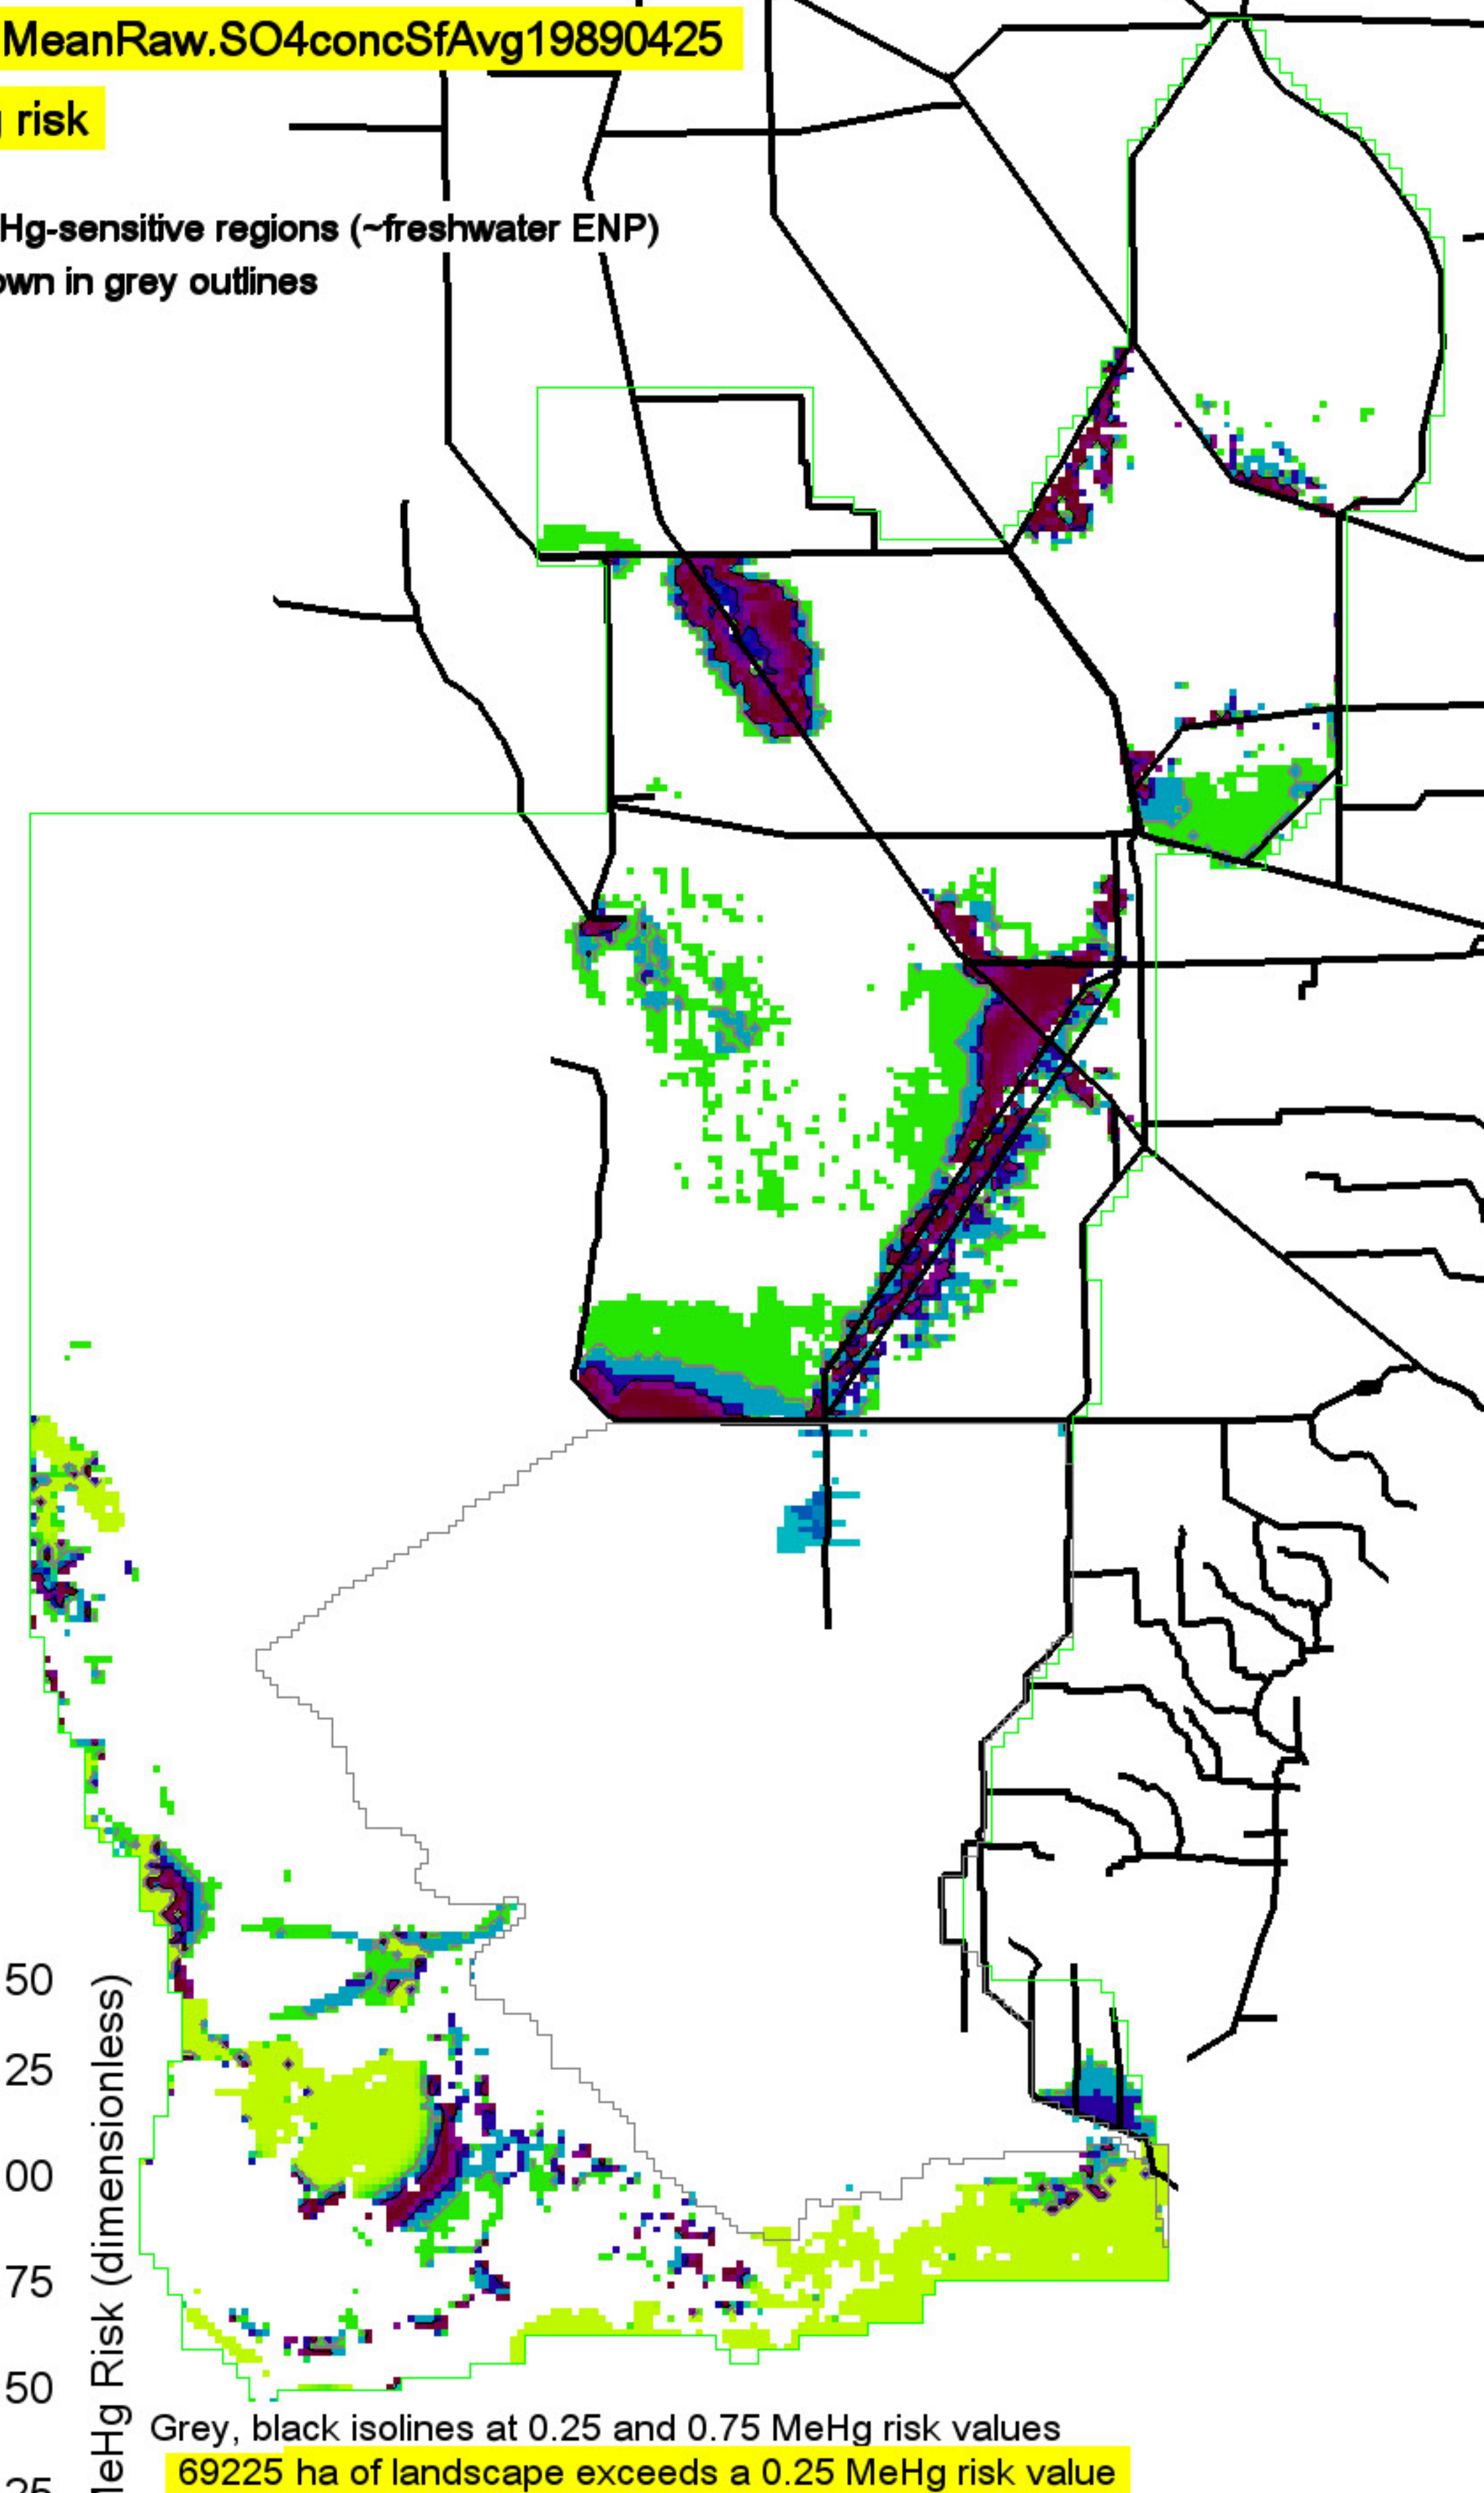 MeanRaw.SO4concSfAvg19890425
risk
Hg-sensitive regions (~freshwater ENP)
own in grey outlines
50
25
00
75
50
25
MeHg Risk (dimensionless)
Grey, black isolines at 0.25 and 0.75 MeHg risk values
69225 ha of landscape exceeds a 0.25 MeHg risk value